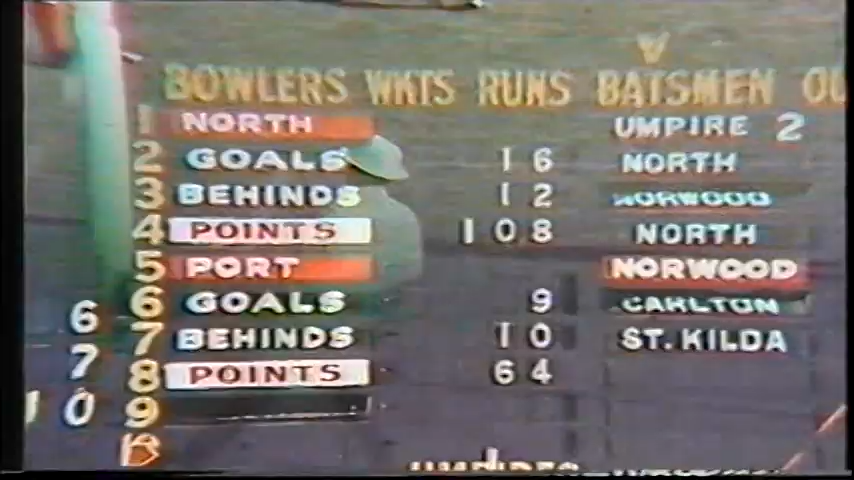 BOWLERS WKTS RUNS BATSMEN OU
1 NORTH UMPIRE 2
2 GOALS 16 NORTH
3 BEHINDS 12 NORWOOD
4 POINTS 108 NORTH
5 PORT NORWOOD
6 6 GOALS 9 CARLTON
7 7 BEHINDS 10 ST. KILDA
8 POINTS 64
10 9